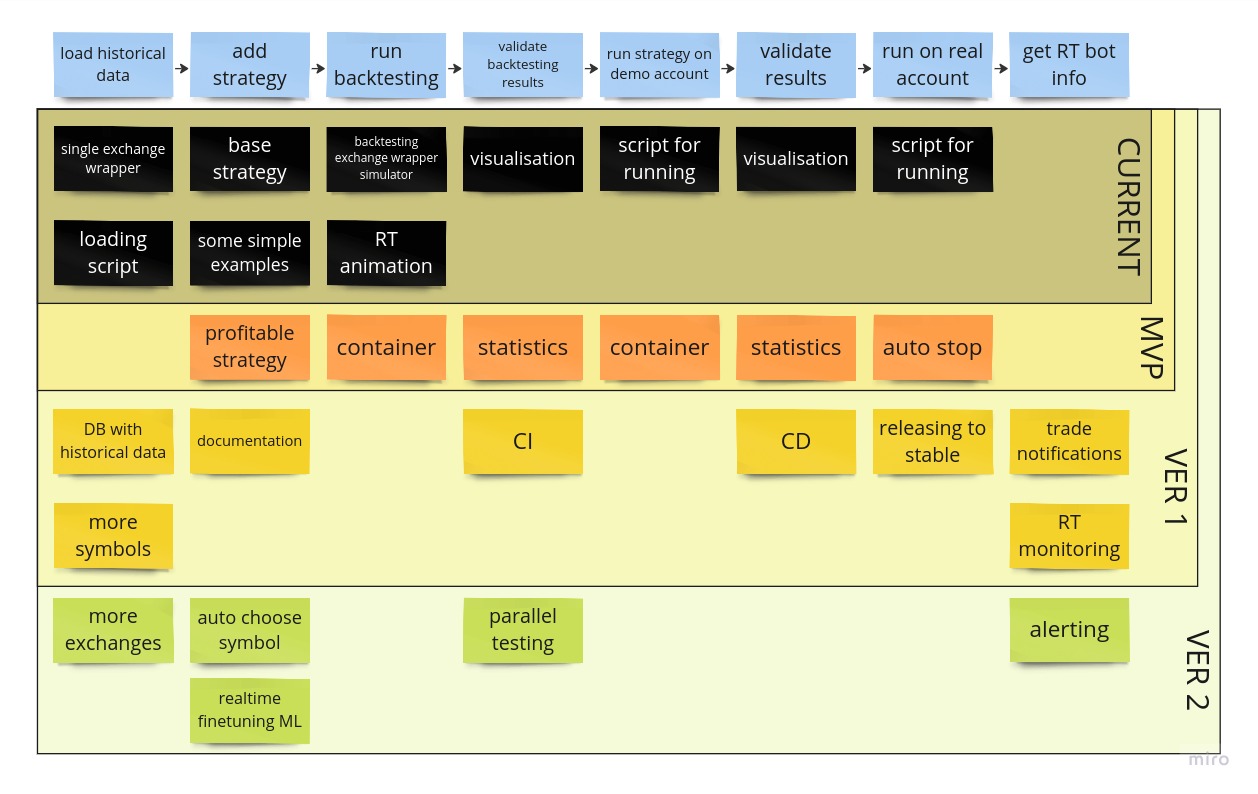 load historical
data
add
strategy
run
backtesting
validate
backtesting
results
run strategy on
demo account
validate
results
run on real
account
get RT bot
info
single exchange
wrapper
base
strategy
backtesting
exchange wrapper
simulator
visualisation
script for
running
visualisation
script for
running
CURRENT
loading
script
some simple
examples
RT
animation
profitable
strategy
container
statistics
container
statistics
auto stop
MVP
DB with
historical data
documentation
CI
CD
releasing to
stable
trade
notifications
VER 1
more
symbols
RT
monitoring
more
exchanges
auto choose
symbol
parallel
testing
alerting
VER 2
realtime
finetuning ML
miro